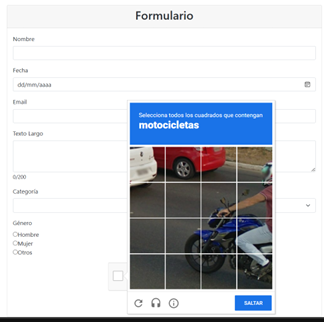 Formulario
Nombre
Fecha
dd/mm/aaaa
Email
Selecciona todos los cuadrados que contengan
motocicletas
Texto Largo
0/200
Categoría
Género
Hombre
Mujer
Otros
SALTAR